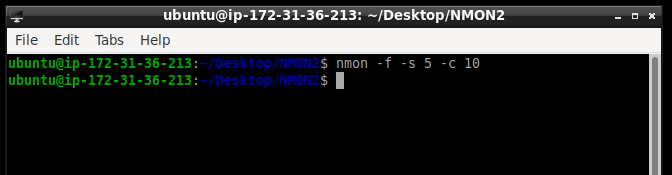 ubuntu@ip-172-31-36-213: ~/Desktop/NMON2
File Edit Tabs Help
ubuntu@ip-172-31-36-213:~/Desktop/NMON2$ nmon -f -s 5 -c 10
ubuntu@ip-172-31-36-213:~/Desktop/NMON2$